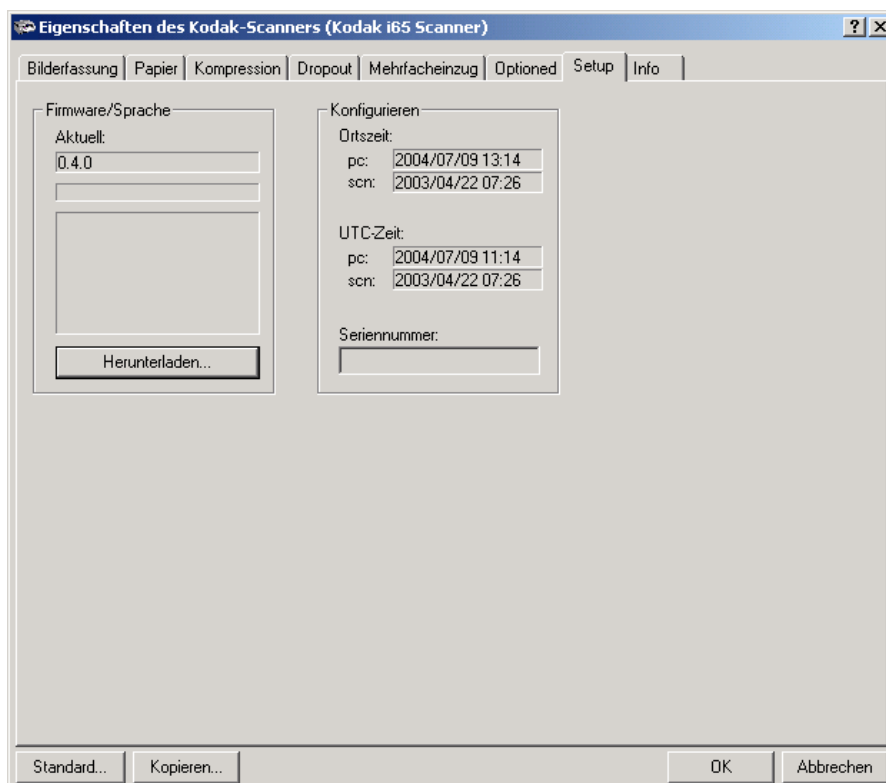 Eigenschaften des Kodak-Scanners (Kodak i65 Scanner)
Bilderfassung Papier Kompression Dropout Mehrfacheinzug Optioned Setup Info
Firmware/Sprache
Aktuell:
0.4.0
Herunterladen...
Konfigurieren
Ortszeit:
pc: 2004/07/09 13:14
scn: 2003/04/22 07:26
UTC-Zeit:
pc: 2004/07/09 11:14
scn: 2003/04/22 07:26
Seriennummer:
Standard... Kopieren... OK Abbrechen